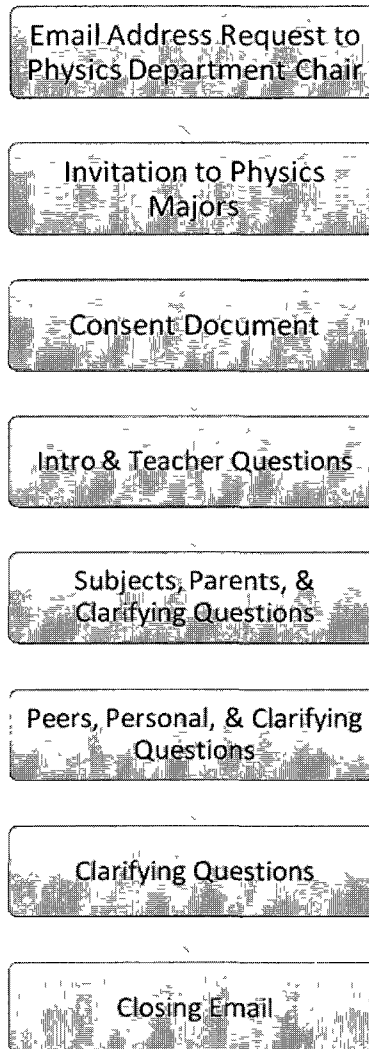 Email Address Request to
Physics Department Chair
Invitation to Physics
Majors
Consent Document
Intro & Teacher Questions
Subjects, Parents, &
Clarifying Questions
Peers, Personal, & Clarifying
Questions
Clarifying Questions
Closing Email